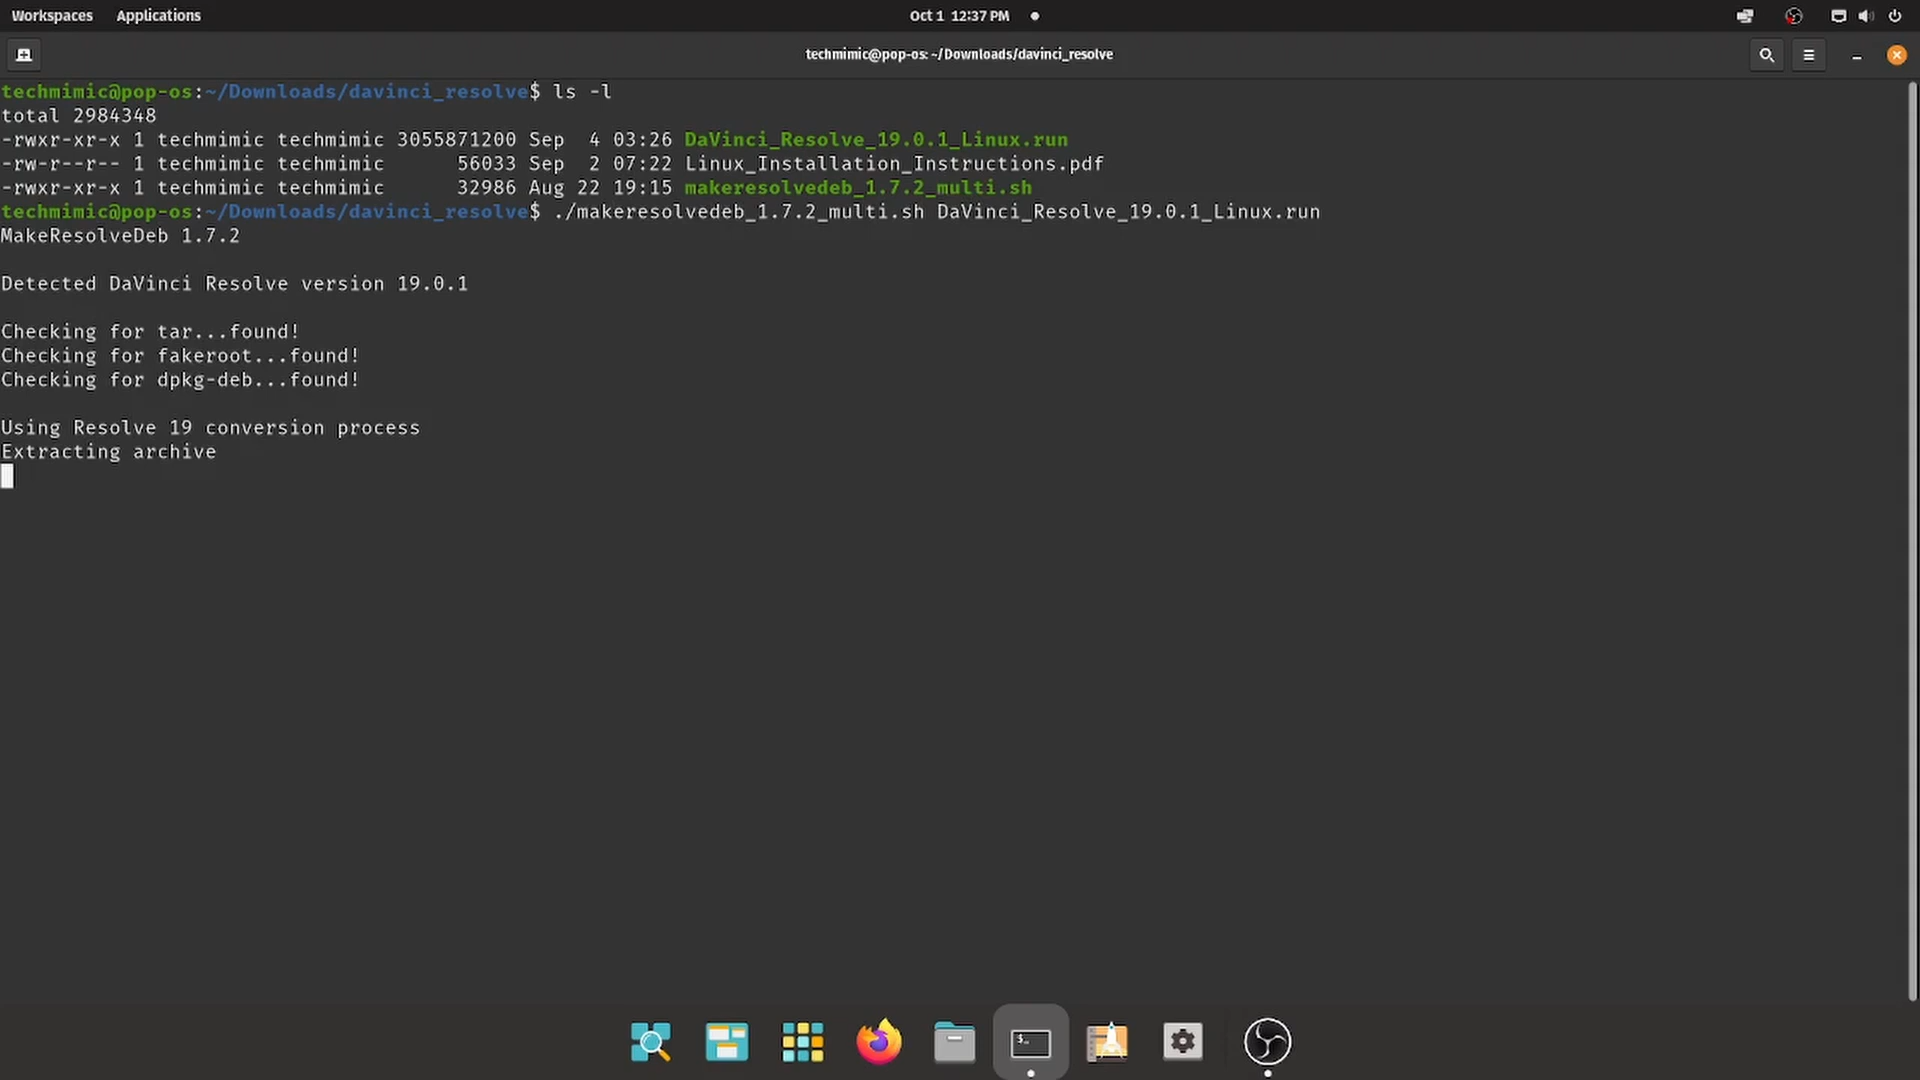 Workspaces Applications Oct 1 12:37 PM
techmimic@pop-os: ~/Downloads/davinci_resolve
techmimic@pop-os:~/Downloads/davinci_resolve$ ls -l
total 2984348
-rwxr-xr-x 1 techmimic techmimic 3055871200 Sep  4 03:26 DaVinci_Resolve_19.0.1_Linux.run
-rw-r--r-- 1 techmimic techmimic      56033 Sep  2 07:22 Linux_Installation_Instructions.pdf
-rwxr-xr-x 1 techmimic techmimic      32986 Aug 22 19:15 makeresolvedeb_1.7.2_multi.sh
techmimic@pop-os:~/Downloads/davinci_resolve$ ./makeresolvedeb_1.7.2_multi.sh DaVinci_Resolve_19.0.1_Linux.run
MakeResolveDeb 1.7.2
Detected DaVinci Resolve version 19.0.1
Checking for tar...found!
Checking for fakeroot...found!
Checking for dpkg-deb...found!
Using Resolve 19 conversion process
Extracting archive
$_